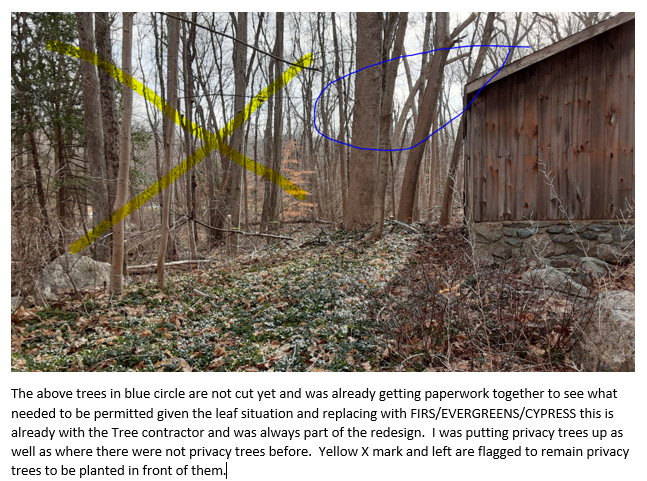 The above trees in blue circle are not cut yet and was already getting paperwork together to see what
needed to be permitted given the leaf situation and replacing with FIRS/EVERGREENS/CYPRESS this is
already with the Tree contractor and was always part of the redesign.  I was putting privacy trees up as
well as where there were not privacy trees before.  Yellow X mark and left are flagged to remain privacy
trees to be planted in front of them.